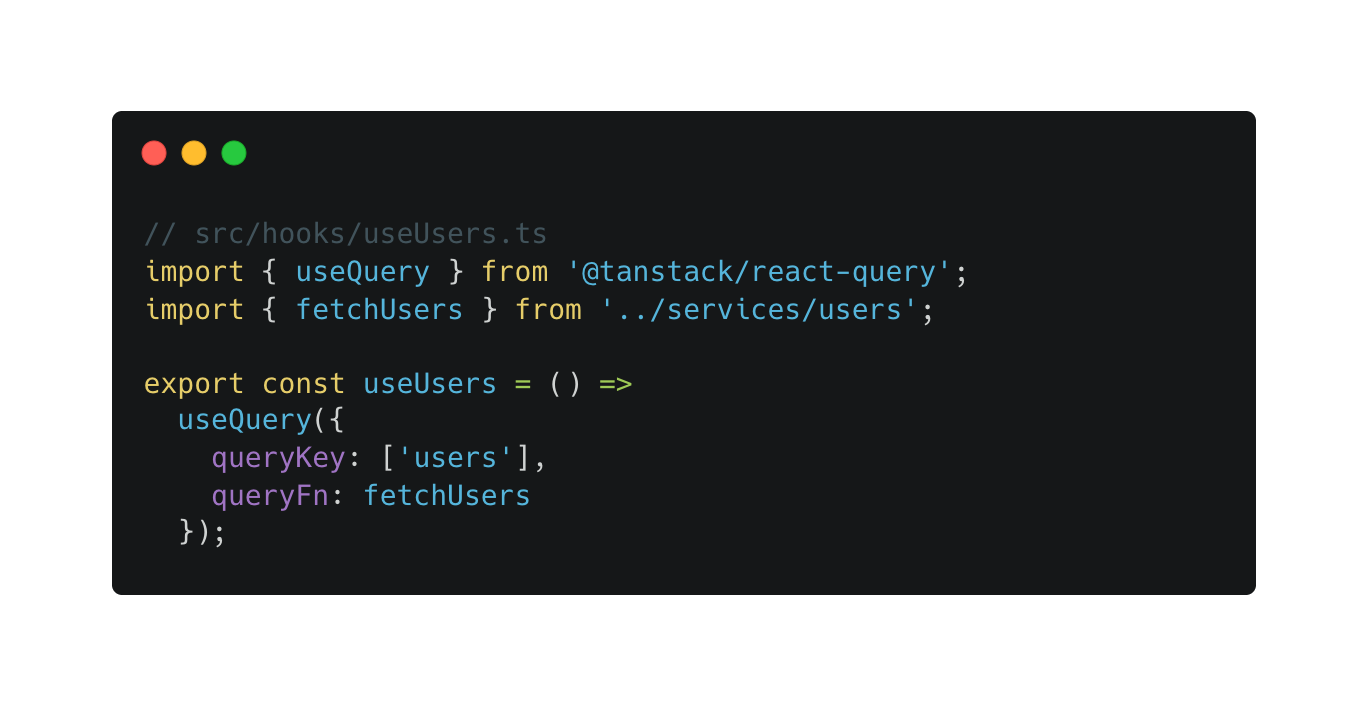 // src/hooks/useUsers.ts
import { useQuery } from '@tanstack/react-query';
import { fetchUsers } from '../services/users';

export const useUsers = () =>
  useQuery({
    queryKey: ['users'],
    queryFn: fetchUsers
  });